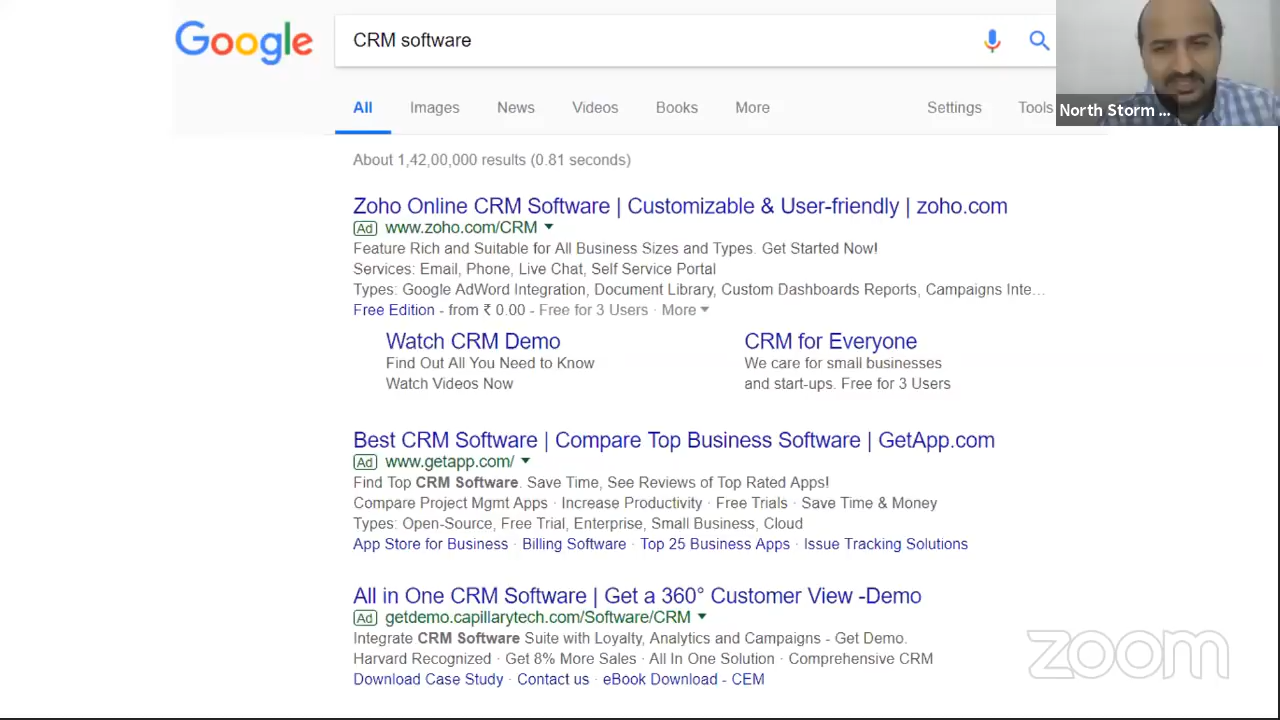 Google
CRM software
North Storm ...
All Images News Videos Books More Settings Tools
About 1,42,00,000 results (0.81 seconds)
Zoho Online CRM Software | Customizable & User-friendly | zoho.com
Ad www.zoho.com/CRM
Feature Rich and Suitable for All Business Sizes and Types. Get Started Now!
Services: Email, Phone, Live Chat, Self Service Portal
Types: Google AdWord Integration, Document Library, Custom Dashboards Reports, Campaigns Inte...
Free Edition - from ₹ 0.00 - Free for 3 Users · More
Watch CRM Demo
Find Out All You Need to Know
Watch Videos Now
CRM for Everyone
We care for small businesses
and start-ups. Free for 3 Users
Best CRM Software | Compare Top Business Software | GetApp.com
Ad www.getapp.com/
Find Top CRM Software. Save Time, See Reviews of Top Rated Apps!
Compare Project Mgmt Apps · Increase Productivity · Free Trials · Save Time & Money
Types: Open-Source, Free Trial, Enterprise, Small Business, Cloud
App Store for Business · Billing Software · Top 25 Business Apps · Issue Tracking Solutions
All in One CRM Software | Get a 360° Customer View -Demo
Ad getdemo.capillarytech.com/Software/CRM
Integrate CRM Software Suite with Loyalty, Analytics and Campaigns - Get Demo.
Harvard Recognized · Get 8% More Sales · All In One Solution · Comprehensive CRM
Download Case Study · Contact us · eBook Download - CEM
zoom